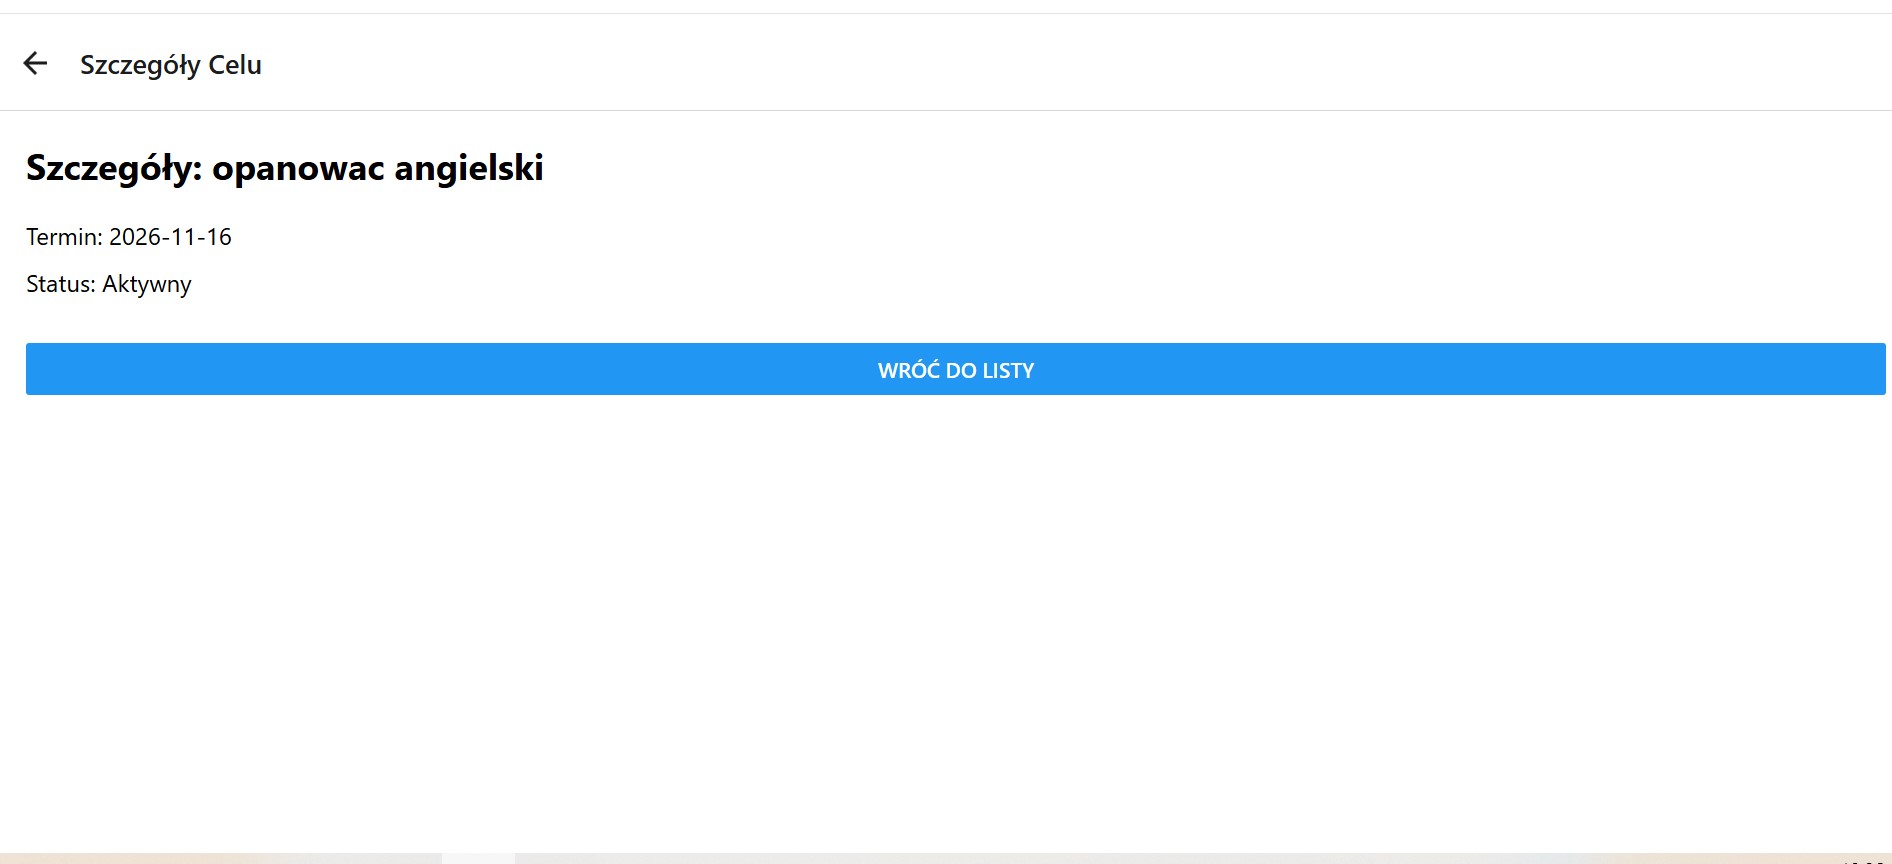 Szczegóły Celu
Szczegóły: opanowac angielski
Termin: 2026-11-16
Status: Aktywny
WRÓĆ DO LISTY